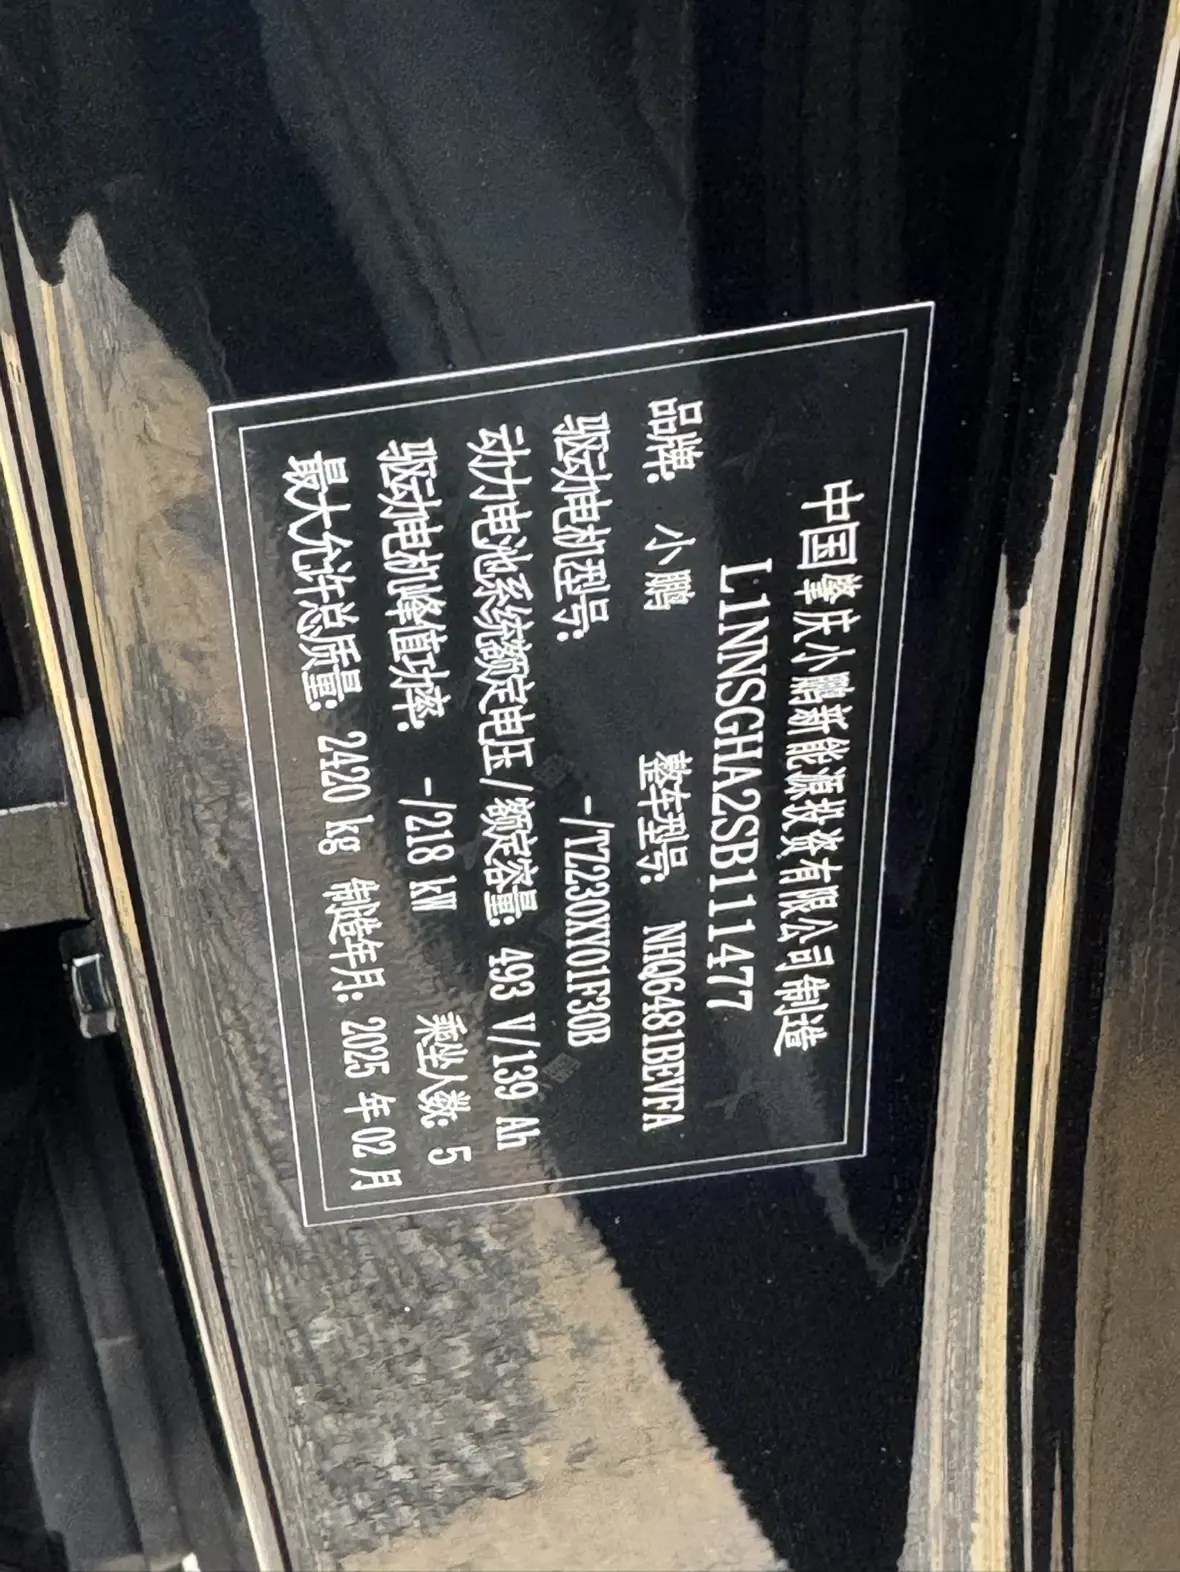 中国肇庆小鹏新能源投资有限公司制造
L1NNSGHA2SB111477
品牌: 小鹏 整车型号: NHQ6481BEVFA
驱动电机型号: -/TZ230XY01F30B
动力电池系统额定电压/额定容量: 493 V/139 Ah
驱动电机峰值功率: -/218 kW 乘坐人数: 5
最大允许总质量: 2420 kg 制造年月: 2025 年 02 月